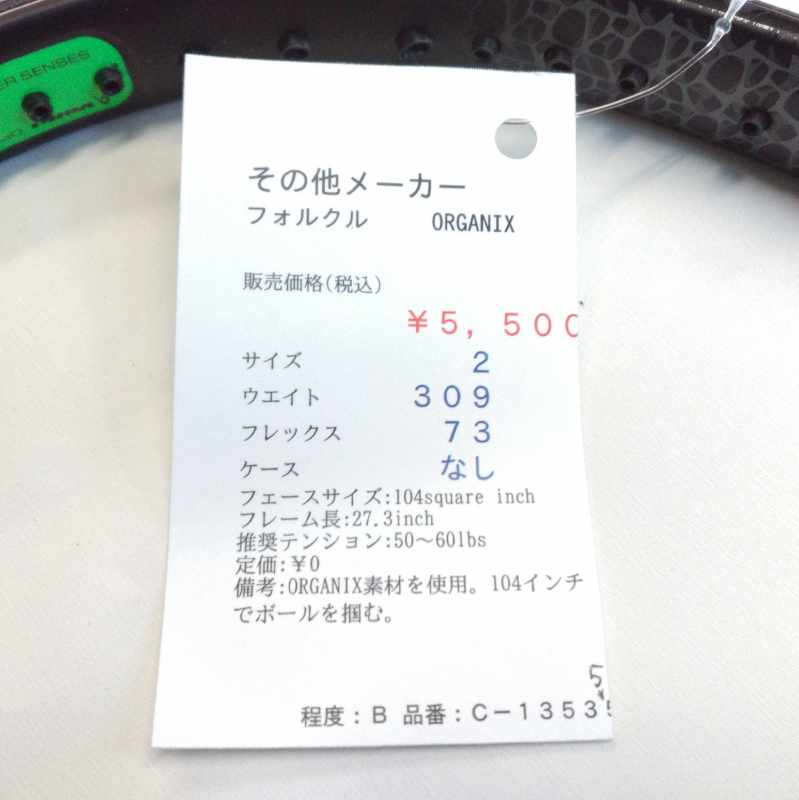 ER SENSES
その他メーカー
フォルクル ORGANIX
販売価格(税込)
¥5,500
サイズ 2
ウエイト 309
フレックス 73
ケース なし
フェースサイズ:104square inch
フレーム長:27.3inch
推奨テンション:50～60lbs
定価:¥0
備考:ORGANIX素材を使用。104インチ
でボールを掴む。
5
程度:B 品番:C-13535